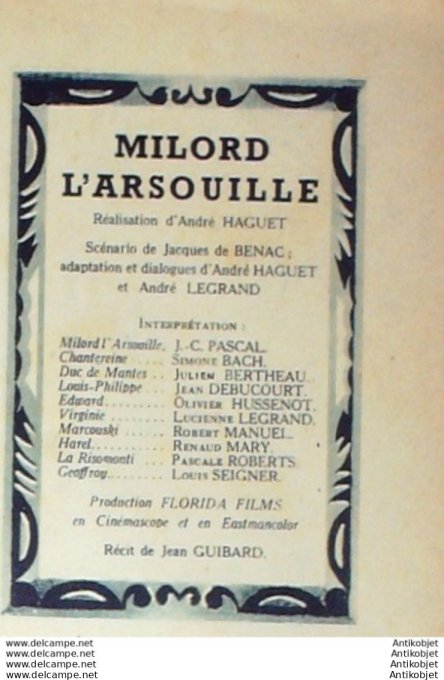 MILORD
L'ARSOUILLE
Réalisation d'André HAGUET
Scénario de Jacques de BENAC ;
adaptation et dialogues d'André HAGUET
et André LEGRAND
INTERPRÉTATION :
Milord l'Arsouille. J.-C. PASCAL.
Chantereine ..... SIMONE BACH.
Duc de Mantes .. JULIEN BERTHEAU.
Louis-Philippe .... JEAN DEBUCOURT.
Edward.......... OLIVIER HUSSENOT.
Virginie ......... LUCIENNE LEGRAND.
Marcouski ...... ROBERT MANUEL.
Harel............ RENAUD MARY.
La Risomonti ... PASCALE ROBERTS.
Geoffroy......... LOUIS SEIGNER.
Production FLORIDA FILMS
en Cinémascope et en Eastmancolor
Récit de Jean GUIBARD.
www.delcampe.net Antikobjet
www.delcampe.net Antikobjet
www.delcampe.net Antikobjet
www.delcampe.net Antikobjet